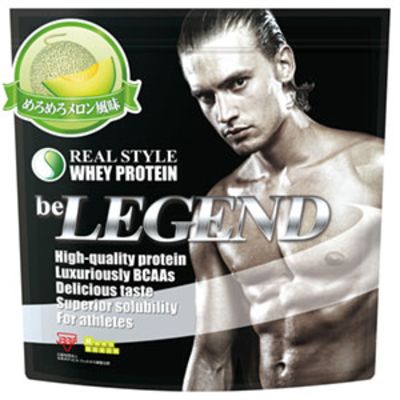 めろめろメロン風味
REAL STYLE
WHEY PROTEIN
be LEGEND
High-quality protein
Luxuriously BCAAs
Delicious taste
Superior solubility
For athletes